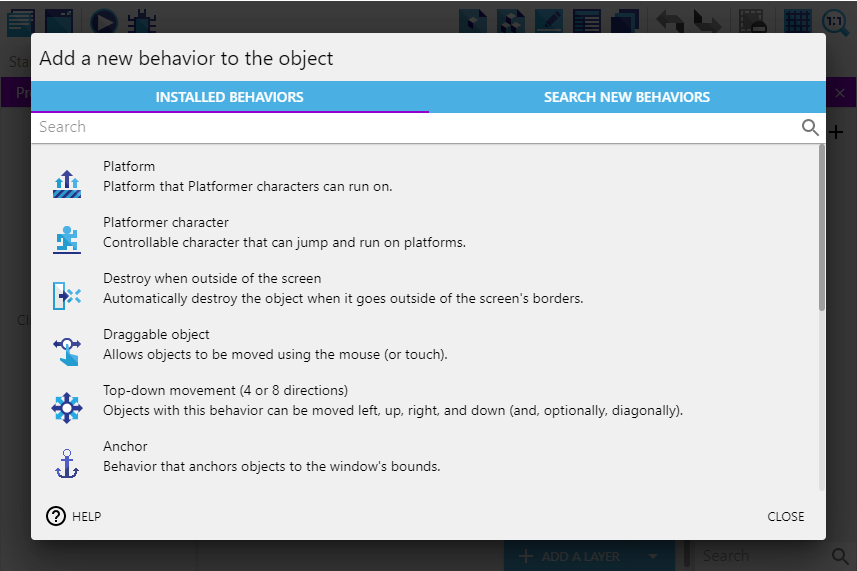 1:1
Sta
Pr
Add a new behavior to the object
INSTALLED BEHAVIORS
SEARCH NEW BEHAVIORS
Search
Platform
Platform that Platformer characters can run on.
Platformer character
Controllable character that can jump and run on platforms.
Destroy when outside of the screen
Automatically destroy the object when it goes outside of the screen's borders.
Cli
Draggable object
Allows objects to be moved using the mouse (or touch).
Top-down movement (4 or 8 directions)
Objects with this behavior can be moved left, up, right, and down (and, optionally, diagonally).
Anchor
Behavior that anchors objects to the window's bounds.
HELP
CLOSE
ADD A LAYER
Search